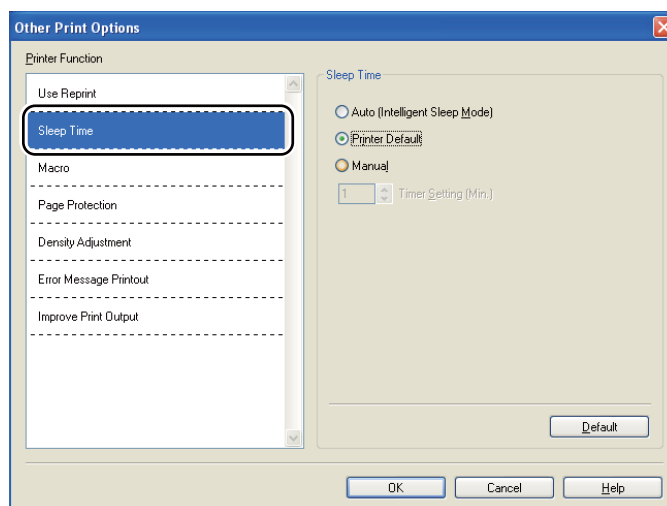 Other Print Options
Printer Function
Use Reprint
Sleep Time
Macro
Page Protection
Density Adjustment
Error Message Printout
Improve Print Output
Sleep Time
Auto (Intelligent Sleep Mode)
Printer Default
Manual
1 Timer Setting (Min.)
Default
OK Cancel Help